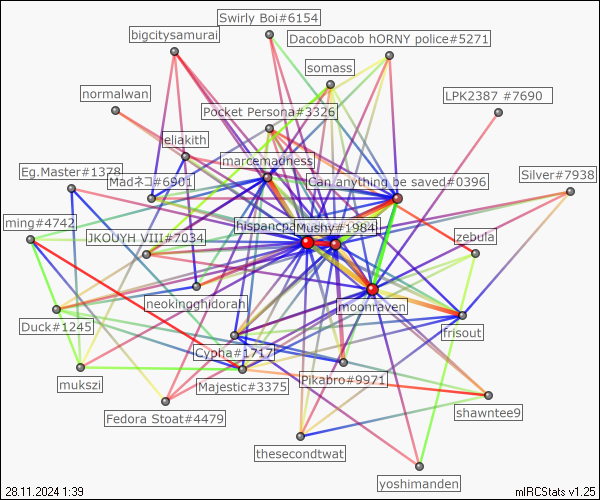 Swirly Boi#6154
bigcitysamurai
DacobDacob hORNY police#5271
somass
normalwan
LPK2387 #7690
Pocket Persona#3326
eliakith
marcemadness
Eg.Master#1378
Madネコ#6901
Can anything be saved#0396
Silver#7938
ming#4742
Mushy#1984
JKOUYH VIII#7034
zebula
neokingghidorah
moonraven
Duck#1245
frisout
Cypha#1717
mukszi
Majestic#3375
Pikabro#9971
Fedora Stoat#4479
shawntee9
thesecondtwat
yoshimanden
28.11.2024 1:39
mIRCStats v1.25